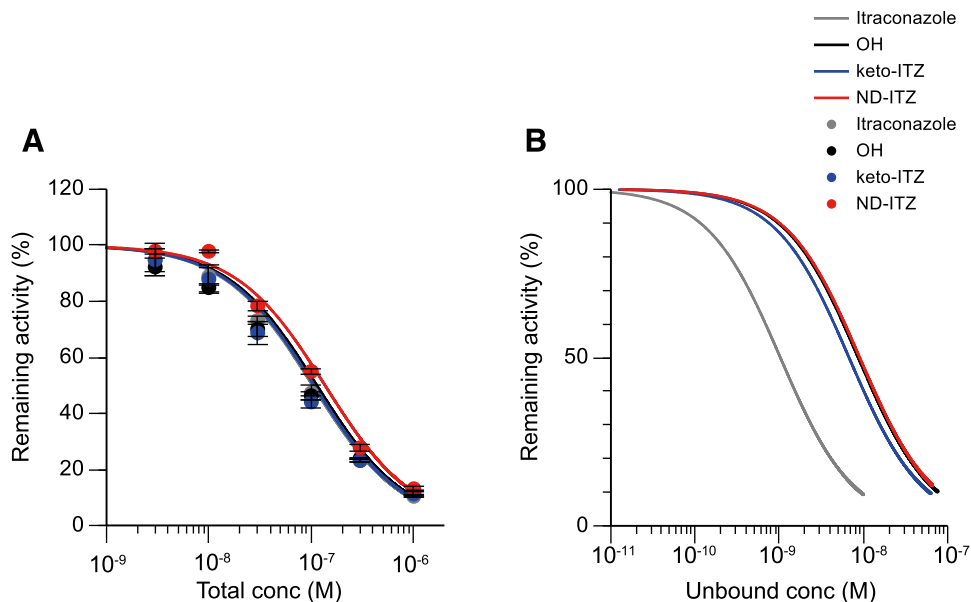 Itraconazole
OH
keto-ITZ
ND-ITZ
Itraconazole
OH
keto-ITZ
ND-ITZ
A
B
120
100
80
60
40
20
0
Remaining activity (%)
10-9
10-8
10-7
10-6
Total conc (M)
100
50
0
Remaining activity (%)
10-11
10-10
10-9
10-8
10-7
Unbound conc (M)